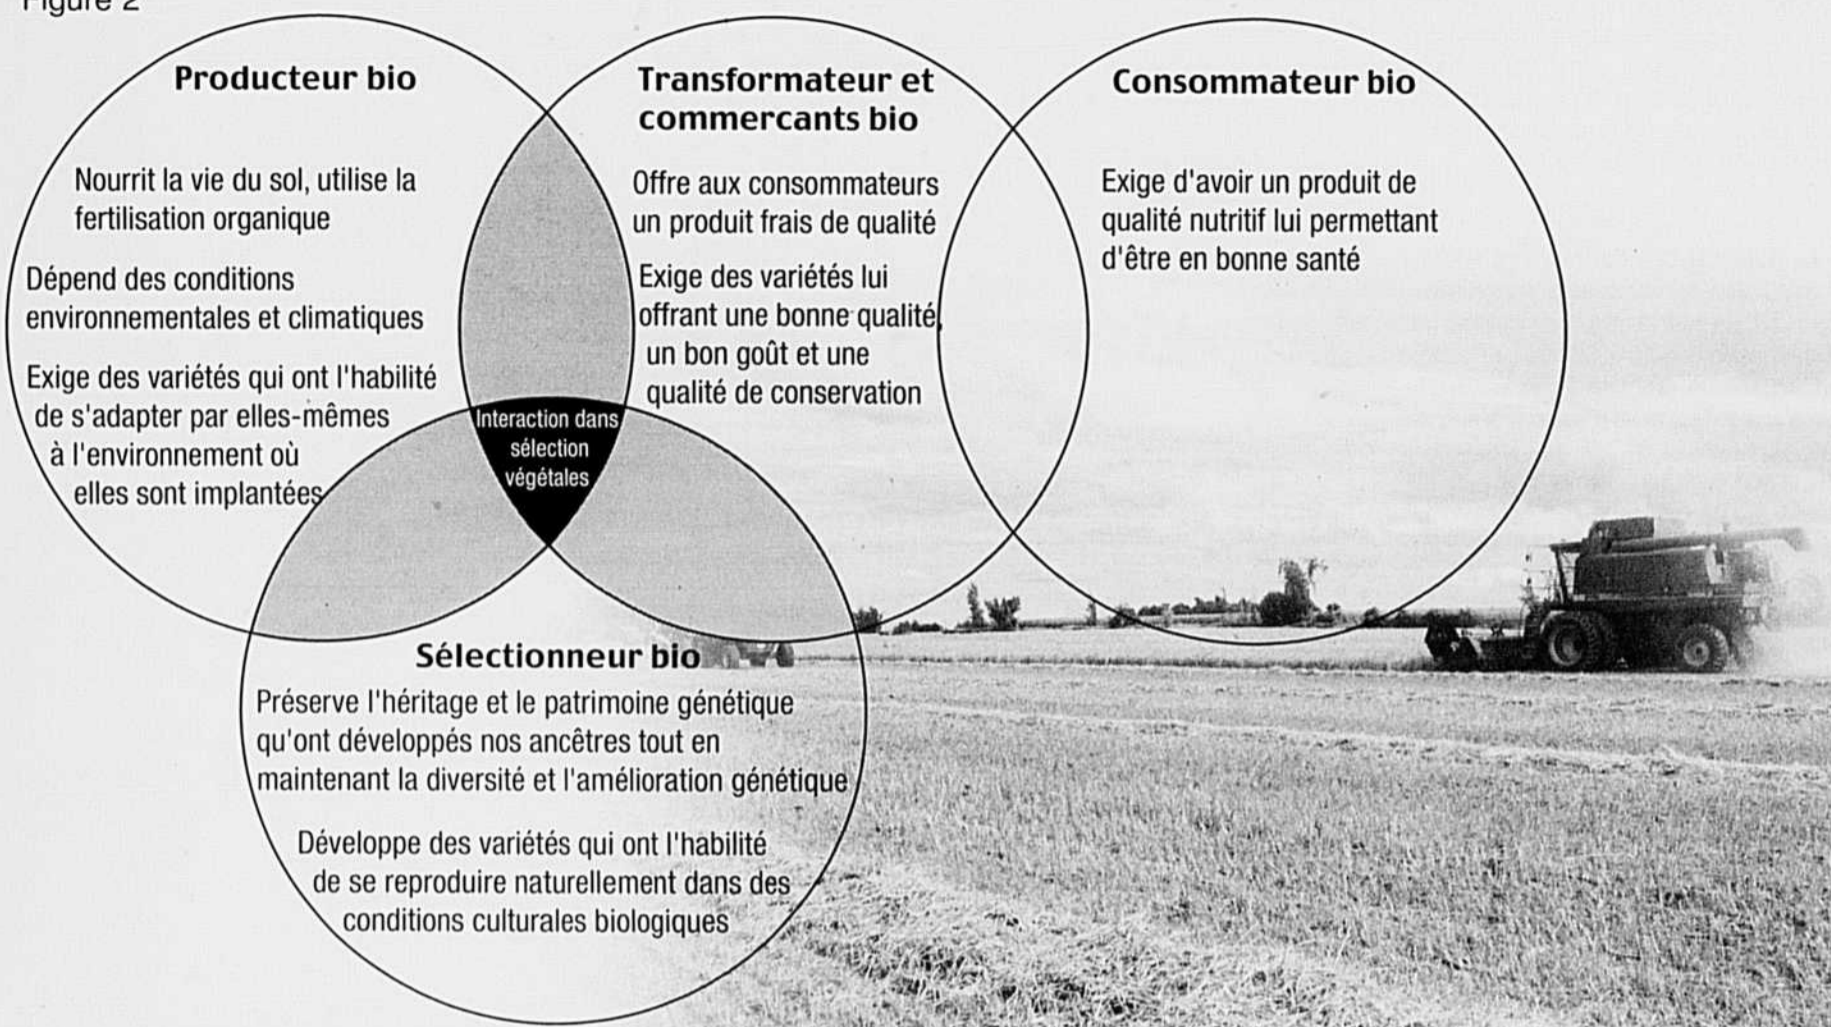 Figure 2
Producteur bio
Nourrit la vie du sol, utilise la
fertilisation organique
Dépend des conditions
environnementales et climatiques
Exige des variétés qui ont l'habilité
de s'adapter par elles-mêmes
à l'environnement où
elles sont implantées
Transformateur et
commercants bio
Offre aux consommateurs
un produit frais de qualité
Exige des variétés lui
offrant une bonne qualité,
un bon goût et une
qualité de conservation
Consommateur bio
Exige d'avoir un produit de
qualité nutritif lui permettant
d'être en bonne santé
Interaction dans
sélection
végétales
Sélectionneur bio
Préserve l'héritage et le patrimoine génétique
qu'ont développés nos ancêtres tout en
maintenant la diversité et l'amélioration génétique
Développe des variétés qui ont l'habilité
de se reproduire naturellement dans des
conditions culturales biologiques